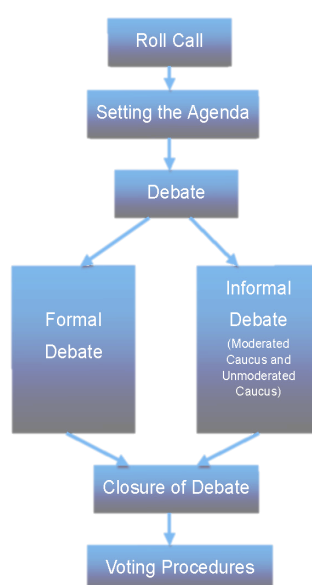 Roll Call
Setting the Agenda
Debate
Formal
Debate
Informal
Debate
(Moderated
Caucus and
Unmoderated
Caucus)
Closure of Debate
Voting Procedures